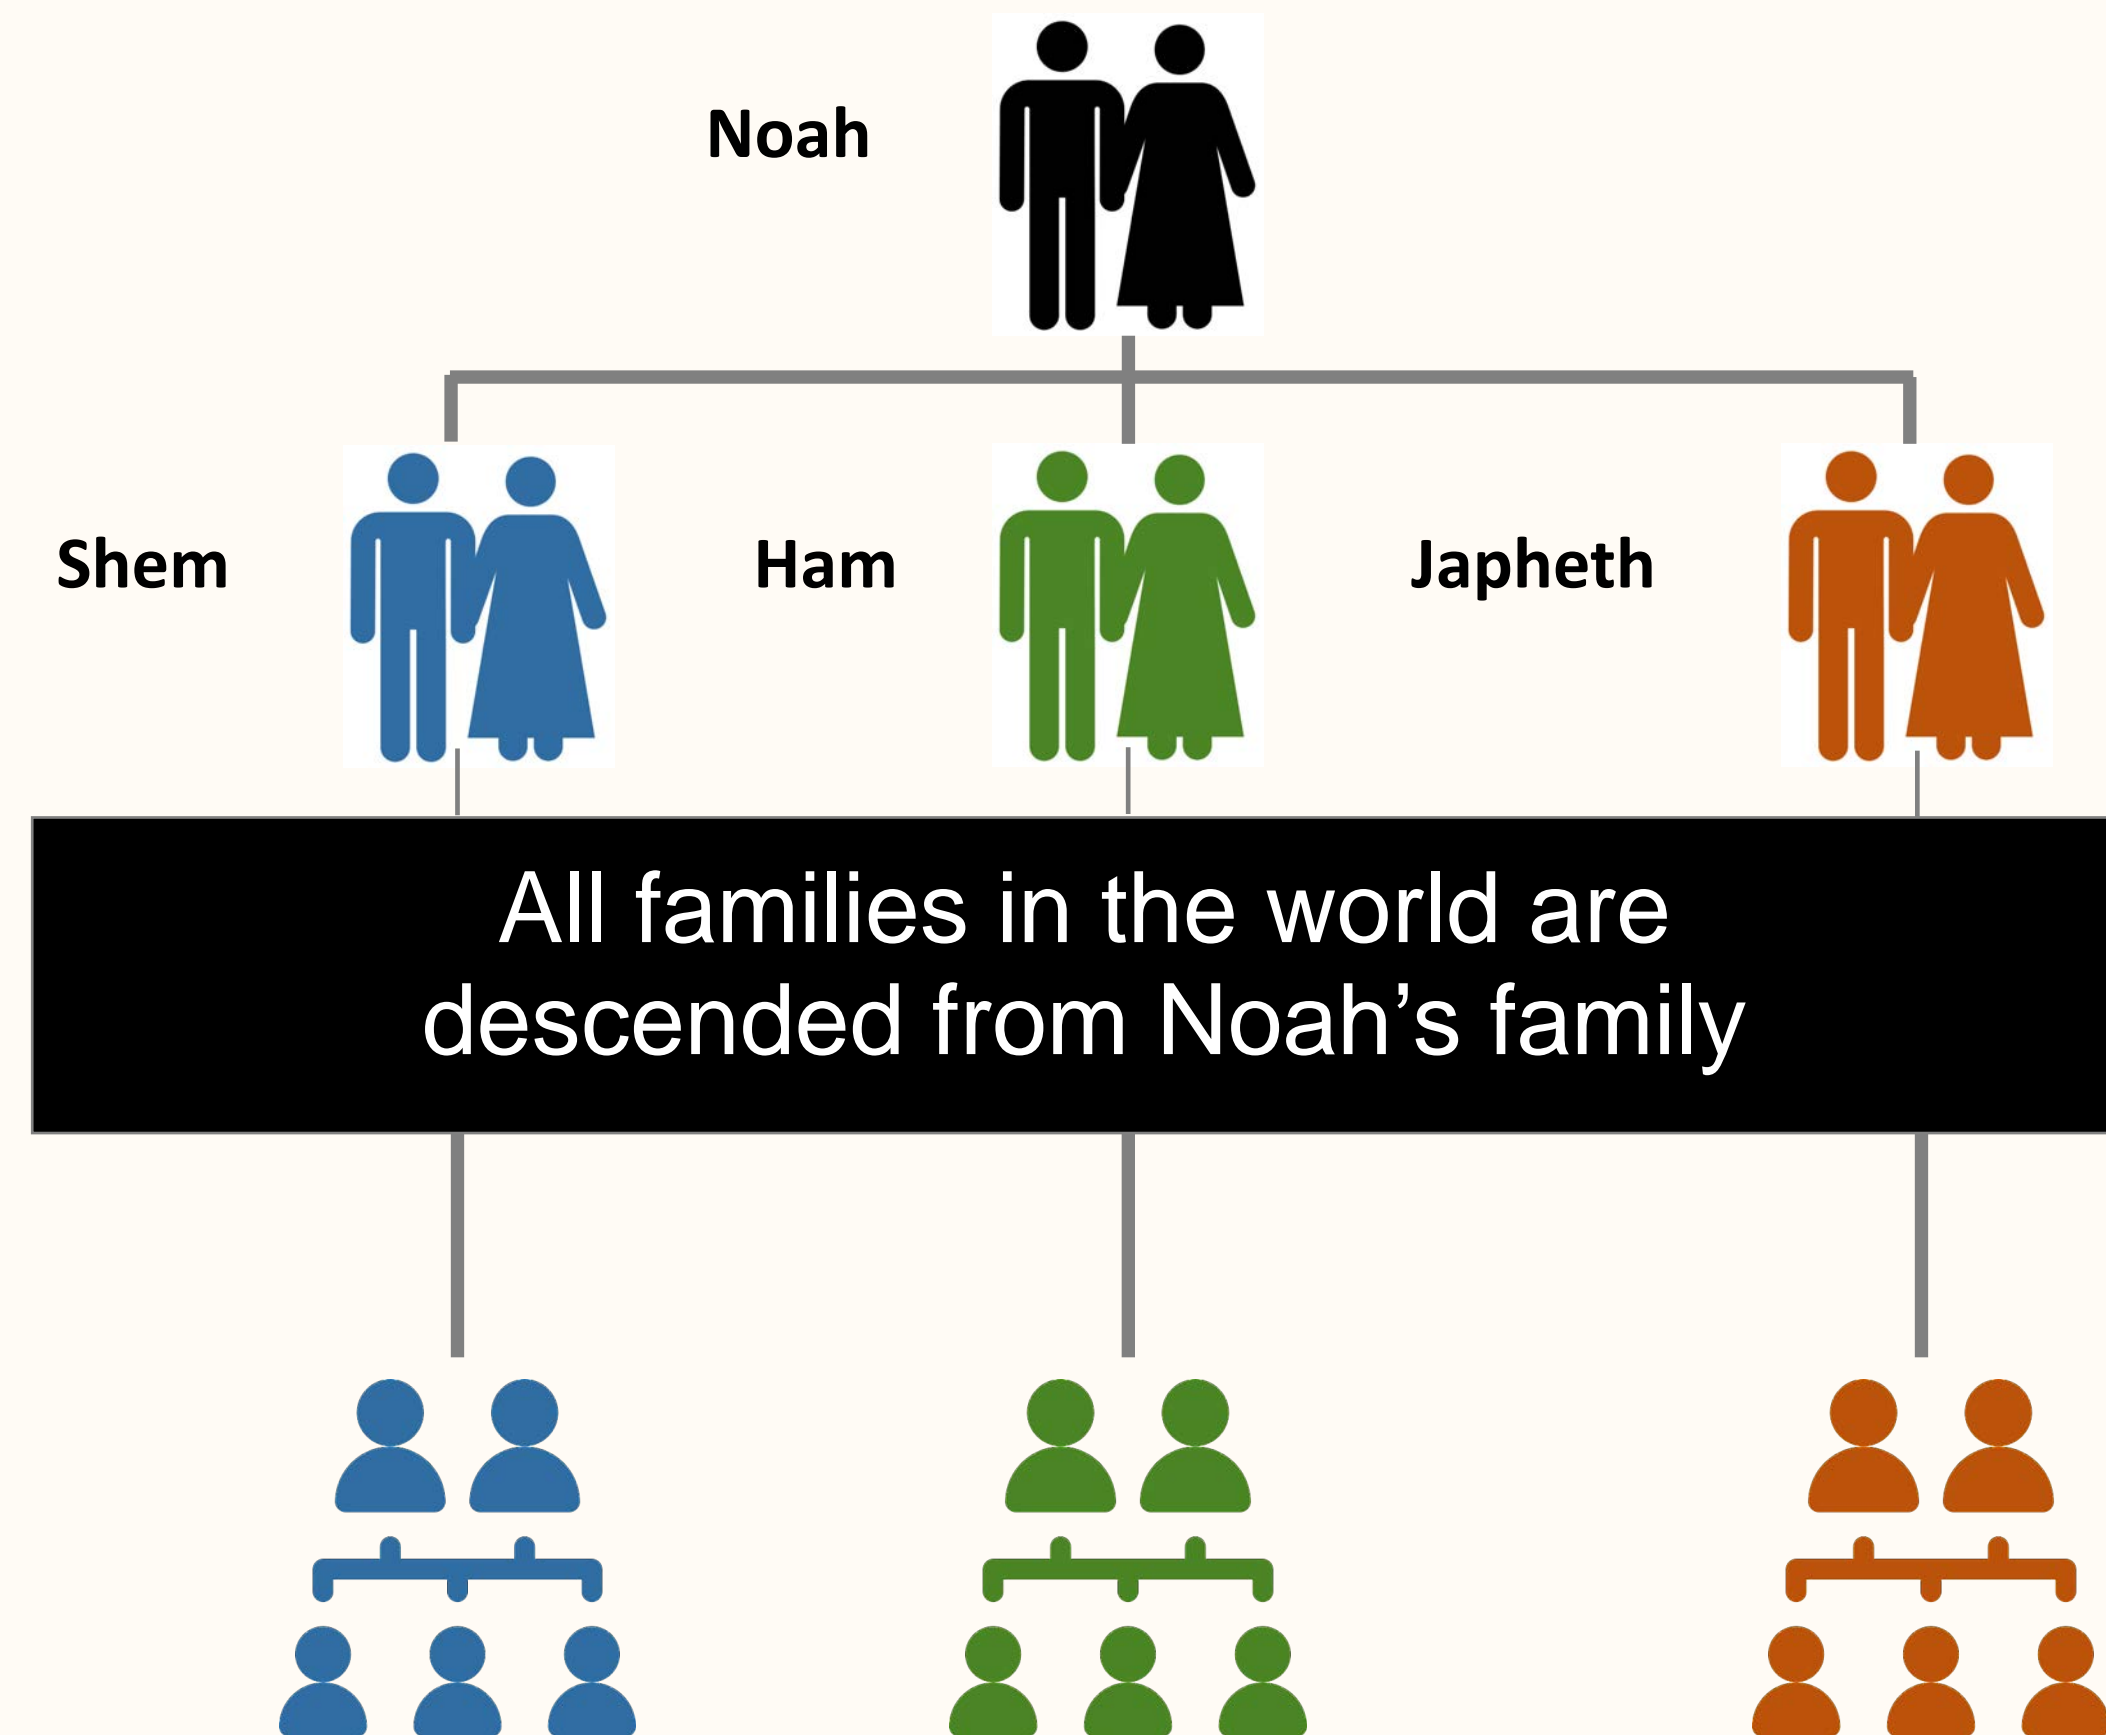 Noah
Shem
Ham
Japheth
All families in the world are
descended from Noah’s family